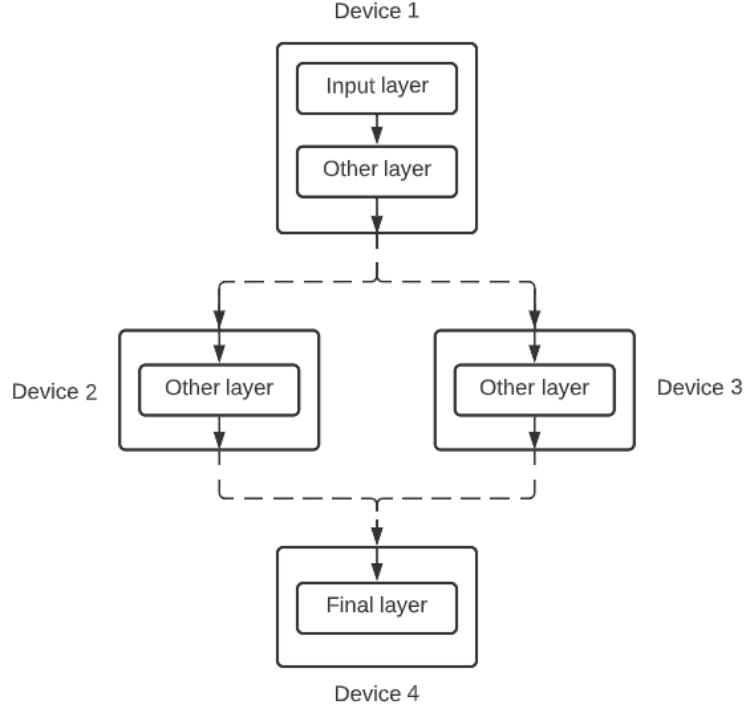 Device 1
Input layer
Other layer
Device 2
Other layer
Other layer
Device 3
Final layer
Device 4